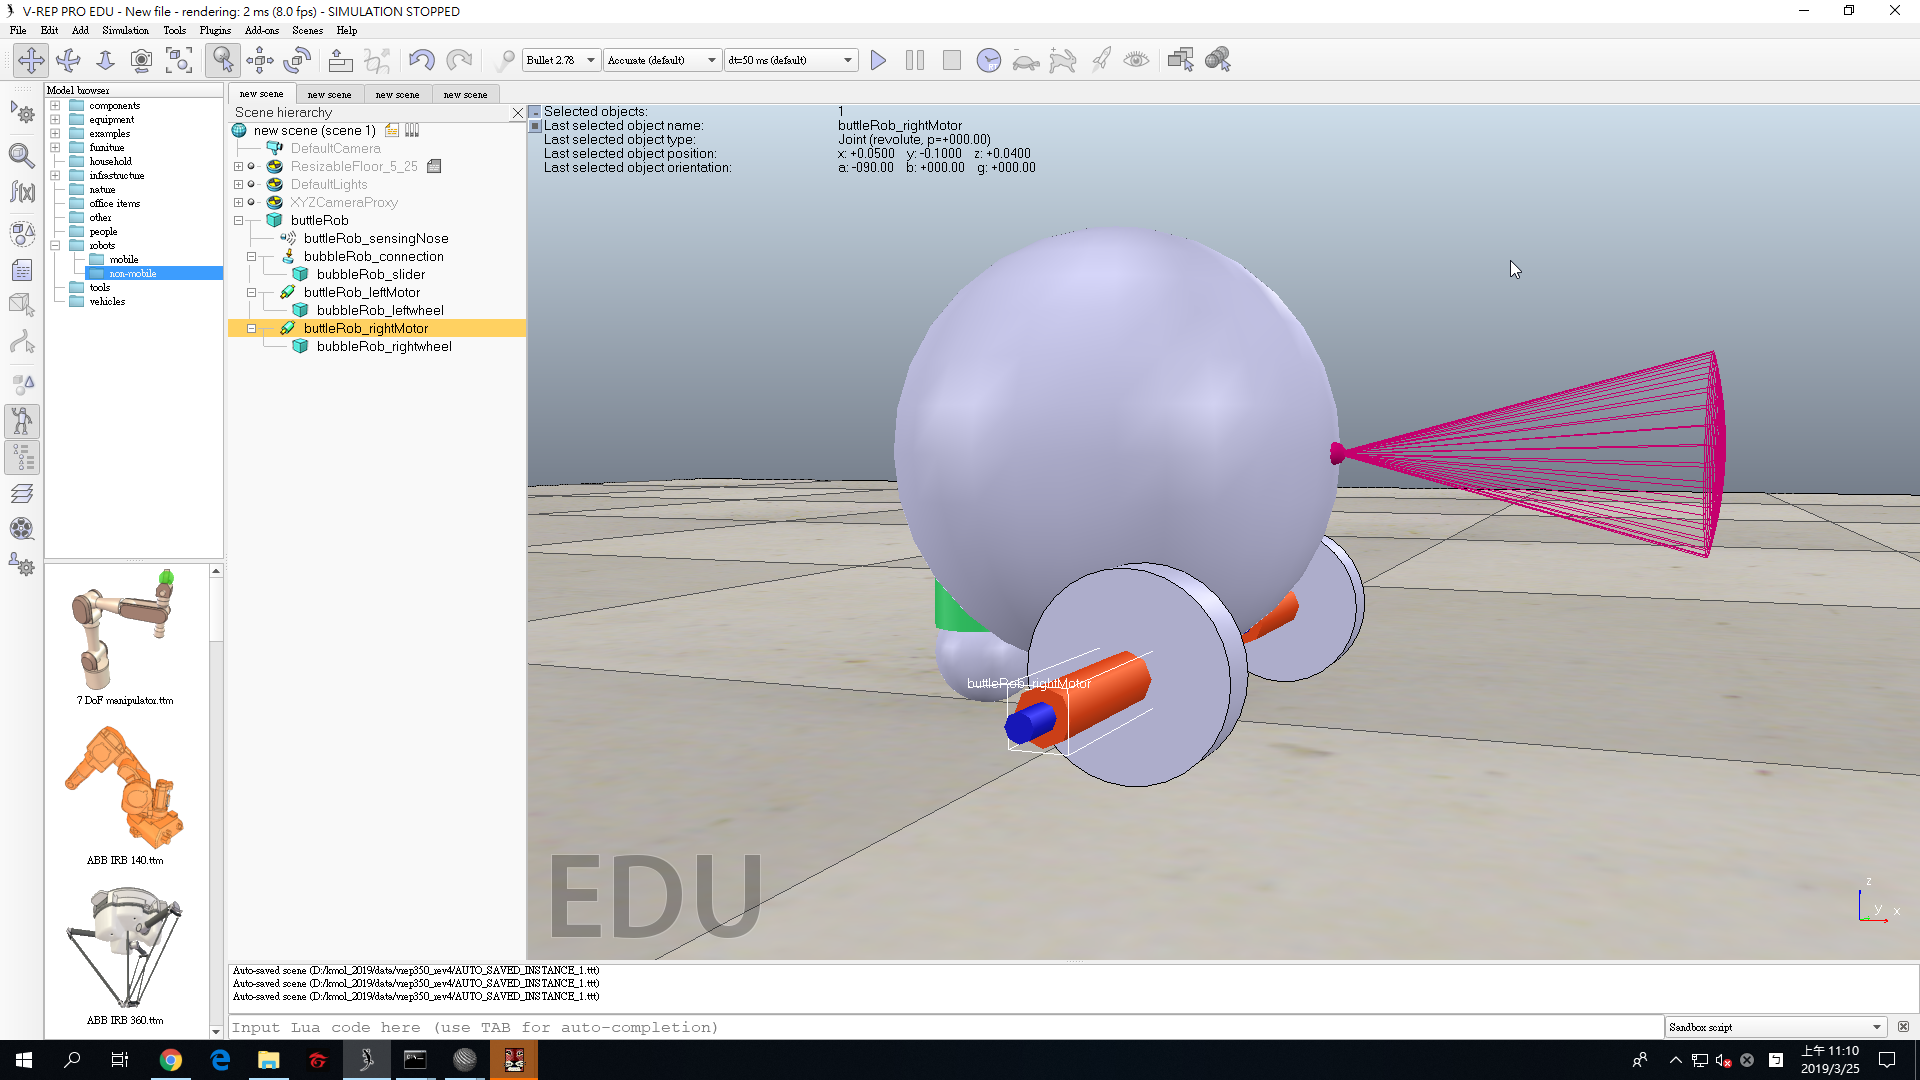 V-REP PRO EDU - New file - rendering: 2 ms (8.0 fps) - SIMULATION STOPPED
File Edit Add Simulation Tools Plugins Add-ons Scenes Help
Bullet 2.78 Accurate (default) dt=50 ms (default)
Model browser
components
equipment
examples
furniture
household
infrastructure
nature
office items
other
people
robots
mobile
non-mobile
tools
vehicles
7 DoF manipulator.ttm
ABB IRB 140.ttm
ABB IRB 360.ttm
new scene new scene new scene new scene
Scene hierarchy
new scene (scene 1)
DefaultCamera
ResizableFloor_5_25
DefaultLights
XYZCameraProxy
buttleRob
buttleRob_sensingNose
bubbleRob_connection
bubbleRob_slider
buttleRob_leftMotor
bubbleRob_leftwheel
buttleRob_rightMotor
bubbleRob_rightwheel
Selected objects: 1
Last selected object name: buttleRob_rightMotor
Last selected object type: Joint (revolute, p=+000.00)
Last selected object position: x: +0.0500 y: -0.1000 z: +0.0400
Last selected object orientation: a: -090.00 b: +000.00 g: +000.00
buttleRob_rightMotor
EDU
z
y x
Auto-saved scene (D:/kmol_2019/data/vrep350_rev4/AUTO_SAVED_INSTANCE_1.ttt)
Auto-saved scene (D:/kmol_2019/data/vrep350_rev4/AUTO_SAVED_INSTANCE_1.ttt)
Auto-saved scene (D:/kmol_2019/data/vrep350_rev4/AUTO_SAVED_INSTANCE_1.ttt)
Input Lua code here (use TAB for auto-completion)
Sandbox script
上午 11:10
2019/3/25